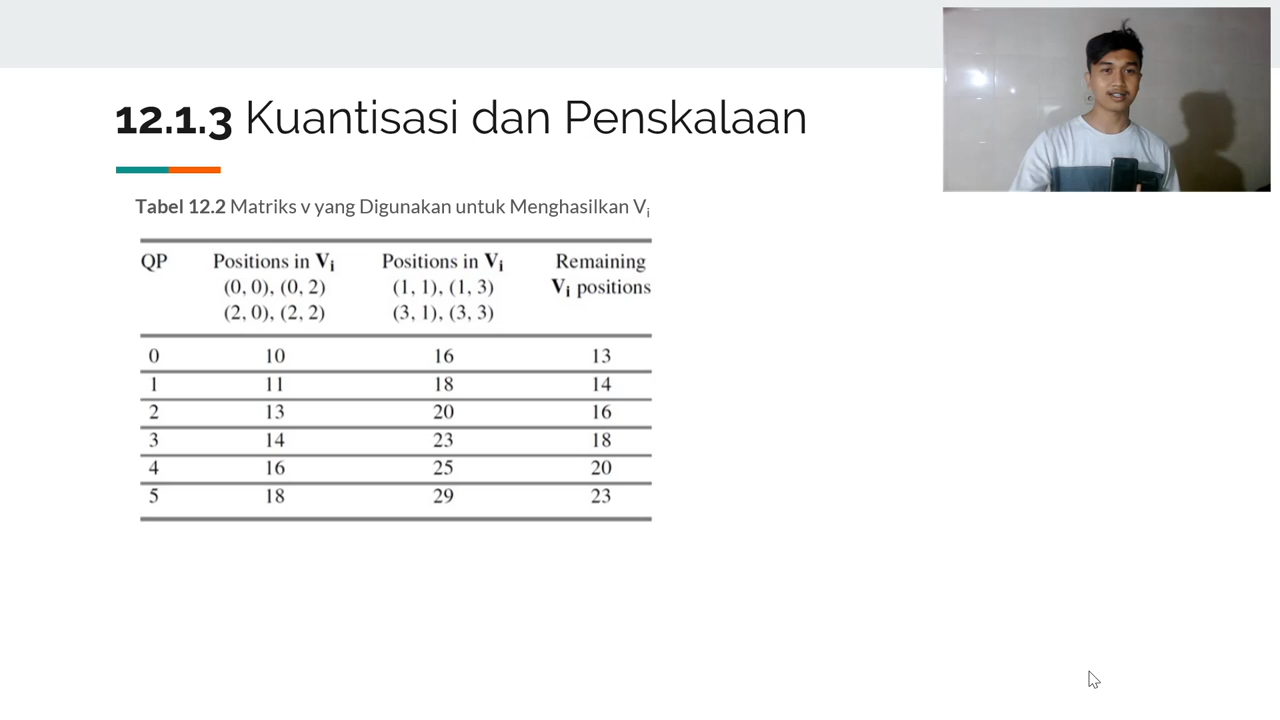 12.1.3 Kuantisasi dan Penskalaan
Tabel 12.2 Matriks v yang Digunakan untuk Menghasilkan Vi
QP Positions in Vi Positions in Vi Remaining
(0, 0), (0, 2) (1, 1), (1, 3) Vi positions
(2, 0), (2, 2) (3, 1), (3, 3)
0 10 16 13
1 11 18 14
2 13 20 16
3 14 23 18
4 16 25 20
5 18 29 23